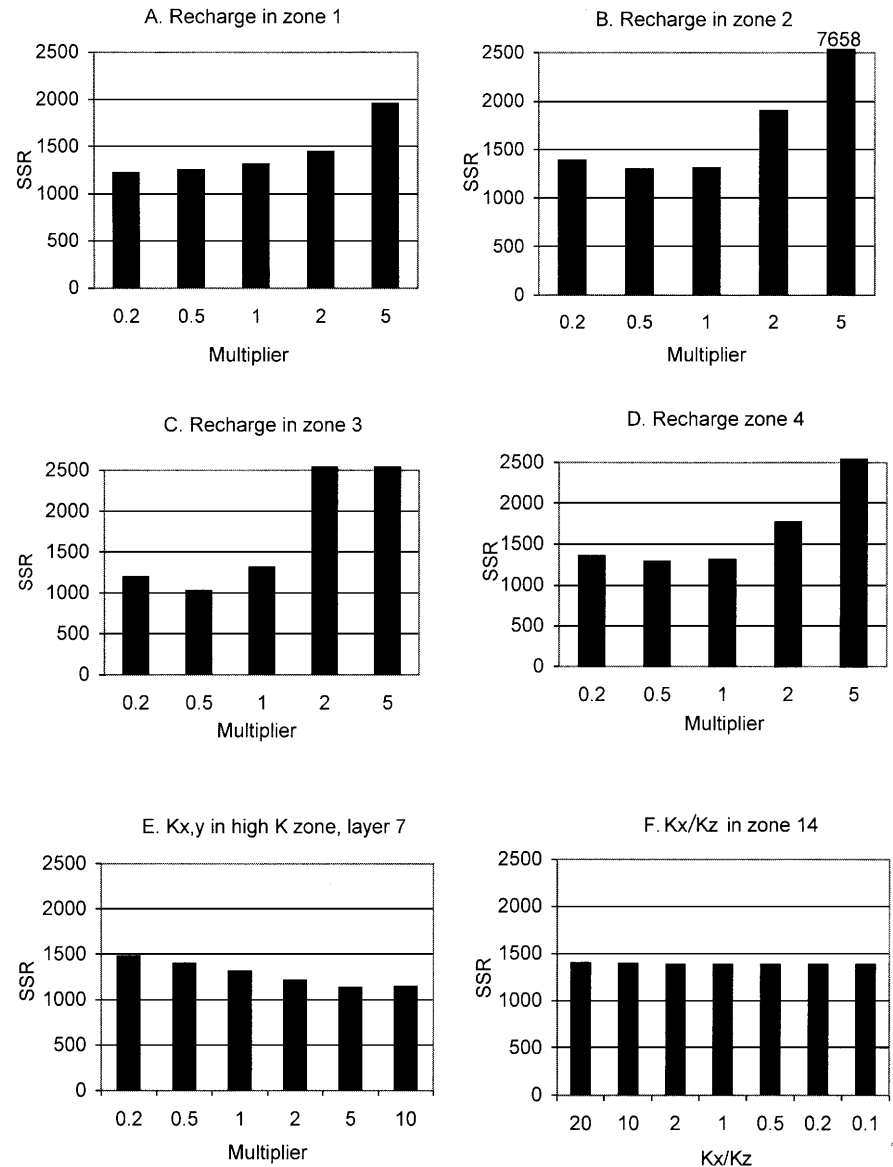 A. Recharge in zone 1
2500
2000
1500
1000
500
0
SSR
0.2 0.5 1 2 5
Multiplier
B. Recharge in zone 2
7658
2500
2000
1500
1000
500
0
SSR
0.2 0.5 1 2 5
Multiplier
C. Recharge in zone 3
2500
2000
1500
1000
500
0
SSR
0.2 0.5 1 2 5
Multiplier
D. Recharge zone 4
2500
2000
1500
1000
500
0
SSR
0.2 0.5 1 2 5
Multiplier
E. Kx,y in high K zone, layer 7
2500
2000
1500
1000
500
0
SSR
0.2 0.5 1 2 5 10
Multiplier
F. Kx/Kz in zone 14
2500
2000
1500
1000
500
0
SSR
20 10 2 1 0.5 0.2 0.1
Kx/Kz